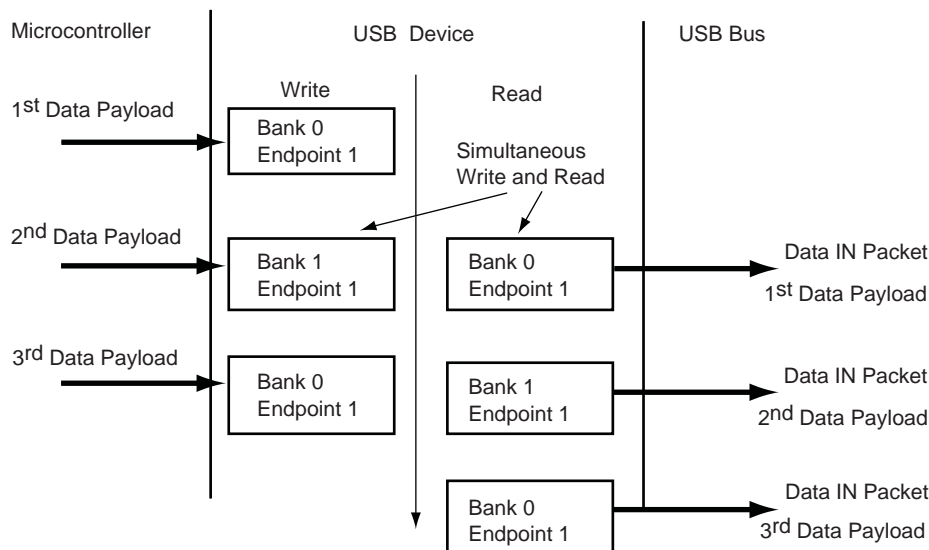 Microcontroller
USB Device
USB Bus
Write
Read
1st Data Payload
Bank 0
Endpoint 1
Simultaneous
Write and Read
2nd Data Payload
Bank 1
Endpoint 1
Bank 0
Endpoint 1
Data IN Packet
1st Data Payload
3rd Data Payload
Bank 0
Endpoint 1
Bank 1
Endpoint 1
Data IN Packet
2nd Data Payload
Bank 0
Endpoint 1
Data IN Packet
3rd Data Payload